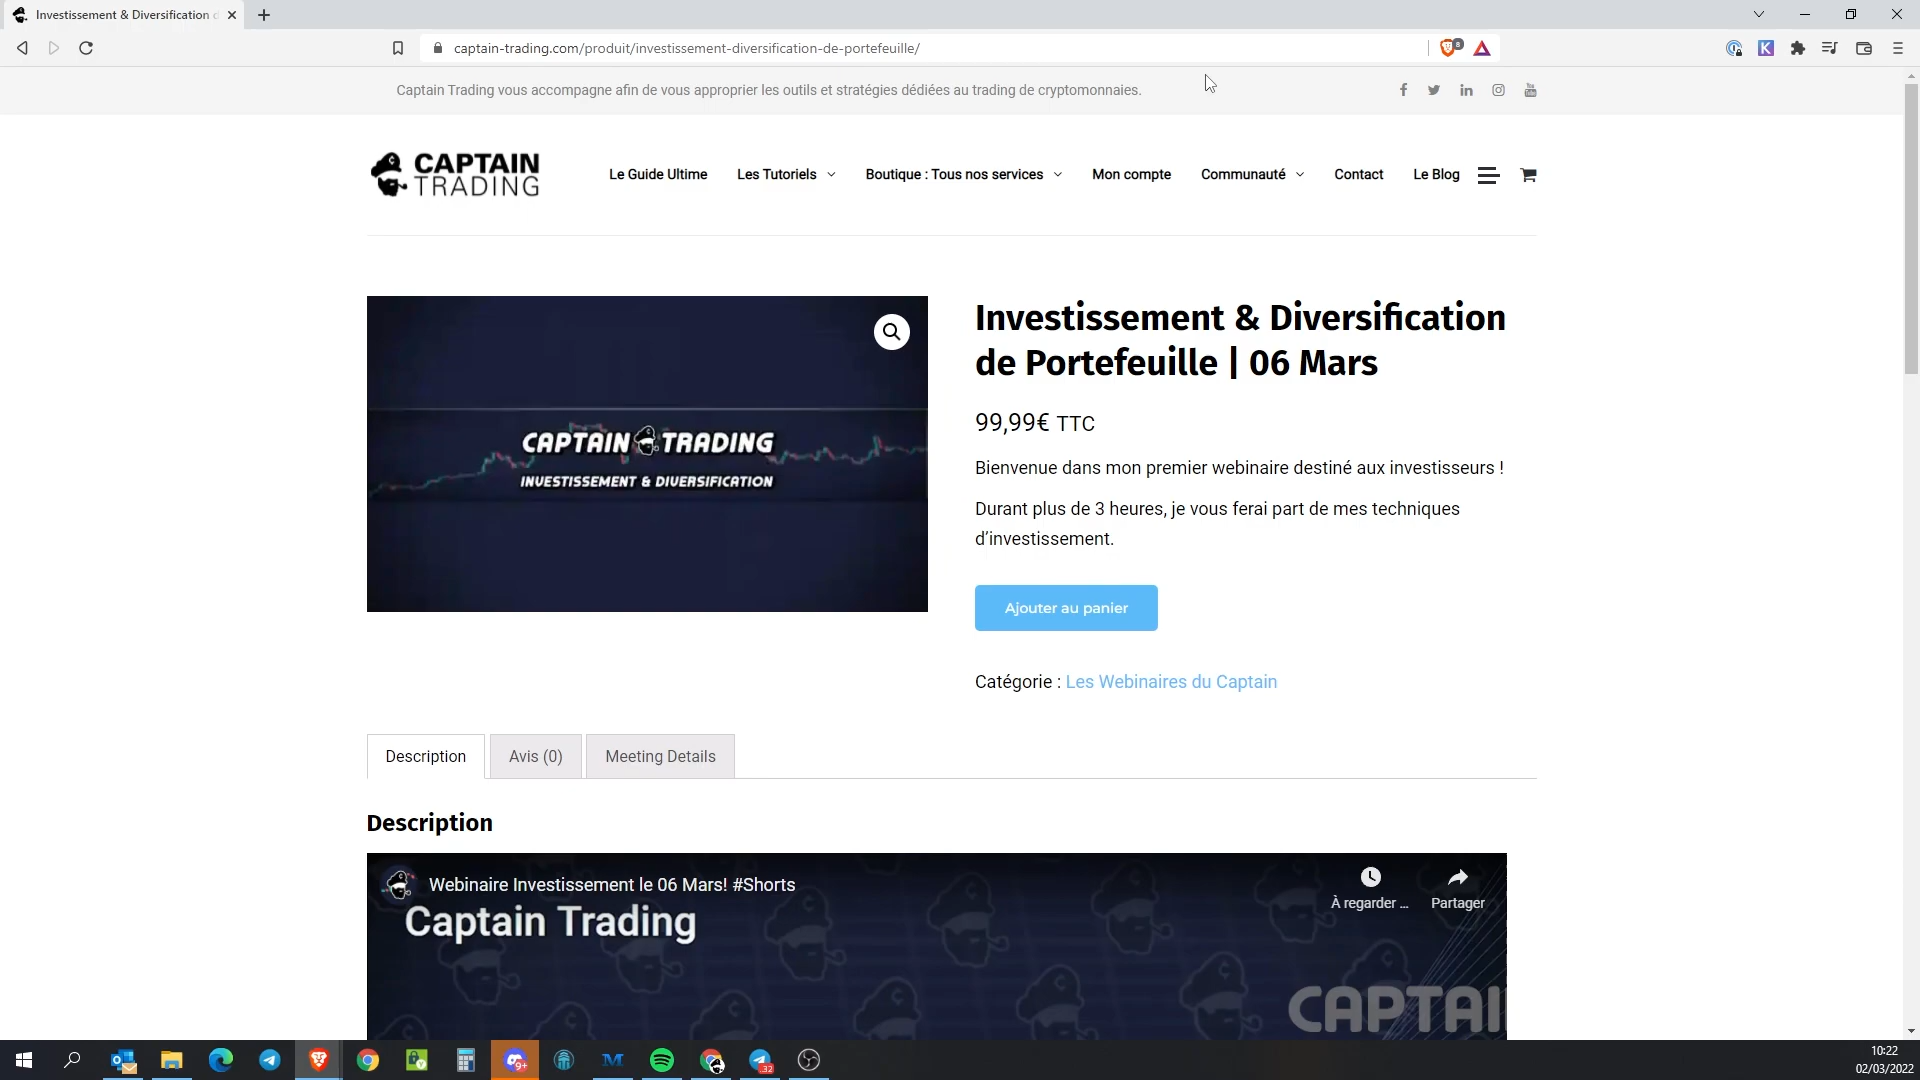 Investissement & Diversification d
captain-trading.com/produit/investissement-diversification-de-portefeuille/
8
K
Captain Trading vous accompagne afin de vous approprier les outils et stratégies dédiées au trading de cryptomonnaies.
CAPTAIN
TRADING
Le Guide Ultime
Les Tutoriels
Boutique : Tous nos services
Mon compte
Communauté
Contact
Le Blog
CAPTAIN TRADING
INVESTISSEMENT & DIVERSIFICATION
Investissement & Diversification
de Portefeuille | 06 Mars
99,99€ TTC
Bienvenue dans mon premier webinaire destiné aux investisseurs !
Durant plus de 3 heures, je vous ferai part de mes techniques
d’investissement.
Ajouter au panier
Catégorie : Les Webinaires du Captain
Description
Avis (0)
Meeting Details
Description
Webinaire Investissement le 06 Mars! #Shorts
Captain Trading
À regarder ...
Partager
CAPTAI
9+
M
32
10:22
02/03/2022